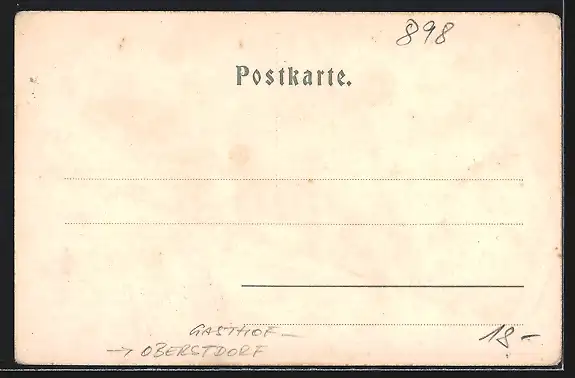 898
Postkarte.
GASTHOF –
→ OBERSTDORF
18 –